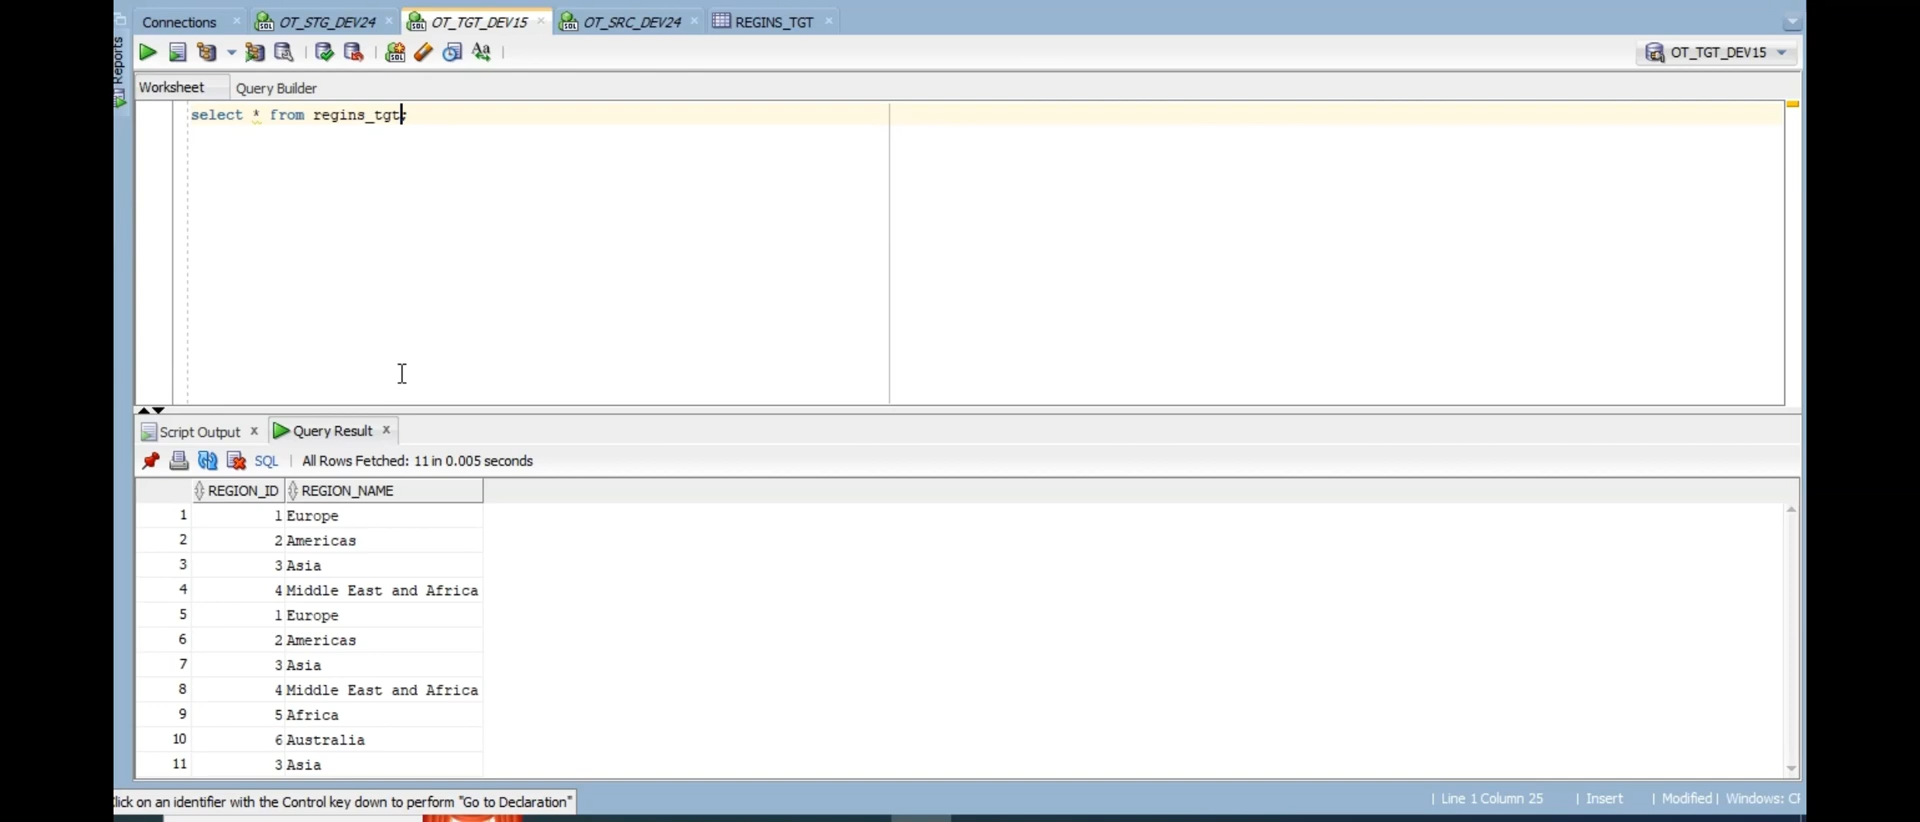 Connections OT_STG_DEV24 OT_TGT_DEV15 OT_SRC_DEV24 REGINS_TGT
Reports
OT_TGT_DEV15
Worksheet Query Builder
select * from regins_tgt;
Script Output Query Result
SQL All Rows Fetched: 11 in 0.005 seconds
REGION_ID REGION_NAME
1 1 Europe
2 2 Americas
3 3 Asia
4 4 Middle East and Africa
5 1 Europe
6 2 Americas
7 3 Asia
8 4 Middle East and Africa
9 5 Africa
10 6 Australia
11 3 Asia
lick on an identifier with the Control key down to perform "Go to Declaration" | Line 1 Column 25 | Insert | Modified | Windows: